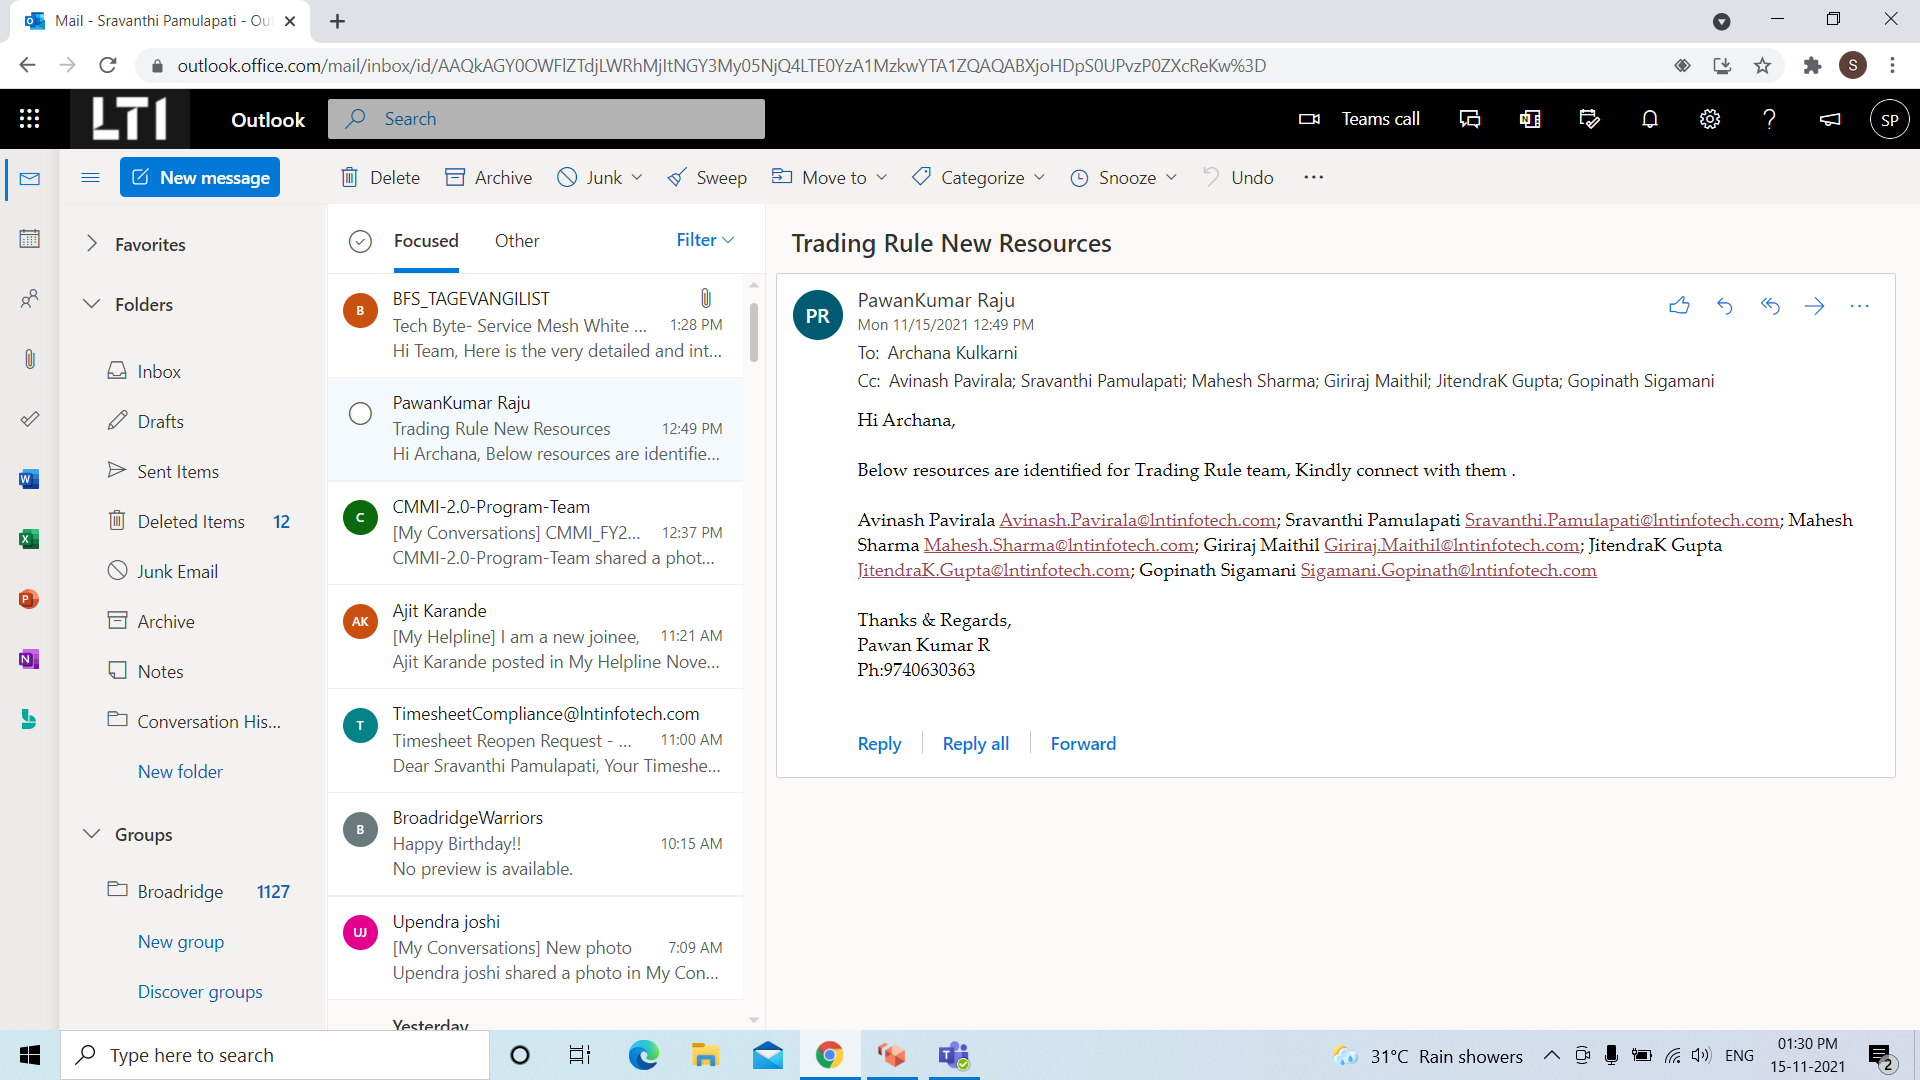 Mail - Sravanthi Pamulapati - Out
outlook.office.com/mail/inbox/id/AAQkAGY0OWFlZTdjLWRhMjItNGY3My05NjQ4LTE0YzA1MzkwYTA1ZQAQABXjoHDpS0UPvzP0ZXcReKw%3D
S
LTI
Outlook
Search
Teams call
SP
New message
Delete
Archive
Junk
Sweep
Move to
Categorize
Snooze
Undo
Favorites
Folders
Inbox
Drafts
Sent Items
Deleted Items 12
Junk Email
Archive
Notes
Conversation His...
New folder
Groups
Broadridge 1127
New group
Discover groups
Focused
Other
Filter
B
BFS_TAGEVANGILIST
Tech Byte- Service Mesh White ... 1:28 PM
Hi Team, Here is the very detailed and int...
PawanKumar Raju
Trading Rule New Resources 12:49 PM
Hi Archana, Below resources are identifie...
C
CMMI-2.0-Program-Team
[My Conversations] CMMI_FY2... 12:37 PM
CMMI-2.0-Program-Team shared a phot...
AK
Ajit Karande
[My Helpline] I am a new joinee, 11:21 AM
Ajit Karande posted in My Helpline Nove...
T
TimesheetCompliance@lntinfotech.com
Timesheet Reopen Request - ... 11:00 AM
Dear Sravanthi Pamulapati, Your Timeshe...
B
BroadridgeWarriors
Happy Birthday!! 10:15 AM
No preview is available.
UJ
Upendra joshi
[My Conversations] New photo 7:09 AM
Upendra joshi shared a photo in My Con...
Yesterday
Trading Rule New Resources
PR
PawanKumar Raju
Mon 11/15/2021 12:49 PM
To: Archana Kulkarni
Cc: Avinash Pavirala; Sravanthi Pamulapati; Mahesh Sharma; Giriraj Maithil; JitendraK Gupta; Gopinath Sigamani
Hi Archana,
Below resources are identified for Trading Rule team, Kindly connect with them .
Avinash Pavirala Avinash.Pavirala@lntinfotech.com; Sravanthi Pamulapati Sravanthi.Pamulapati@lntinfotech.com; Mahesh
Sharma Mahesh.Sharma@lntinfotech.com; Giriraj Maithil Giriraj.Maithil@lntinfotech.com; JitendraK Gupta
JitendraK.Gupta@lntinfotech.com; Gopinath Sigamani Sigamani.Gopinath@lntinfotech.com
Thanks & Regards,
Pawan Kumar R
Ph:9740630363
Reply
Reply all
Forward
Type here to search
31°C Rain showers
ENG
01:30 PM
15-11-2021
2